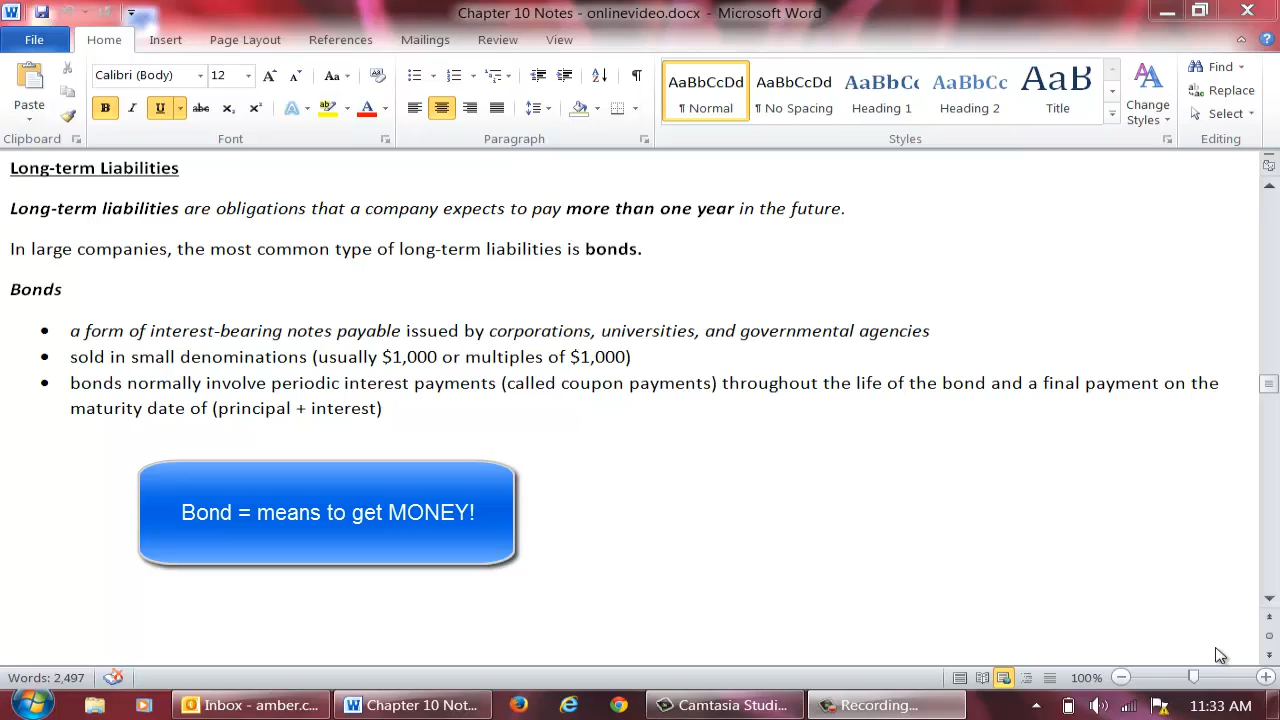 Chapter 10 Notes - onlinevideo.docx - Microsoft Word
File Home Insert Page Layout References Mailings Review View
Paste
Calibri (Body) 12 Aa
B I U abc x₂ x² A A
AaBbCcDd AaBbCcDd AaBbCc AaBbCc AaB
¶ Normal ¶ No Spacing Heading 1 Heading 2 Title
Change Styles
Find
Replace
Select
Clipboard Font Paragraph Styles Editing
Long-term Liabilities
Long-term liabilities are obligations that a company expects to pay more than one year in the future.
In large companies, the most common type of long-term liabilities is bonds.
Bonds
• a form of interest-bearing notes payable issued by corporations, universities, and governmental agencies
• sold in small denominations (usually $1,000 or multiples of $1,000)
• bonds normally involve periodic interest payments (called coupon payments) throughout the life of the bond and a final payment on the
maturity date of (principal + interest)
Bond = means to get MONEY!
Words: 2,497 100%
Inbox - amber.c... Chapter 10 Not... Camtasia Studi... Recording... 11:33 AM